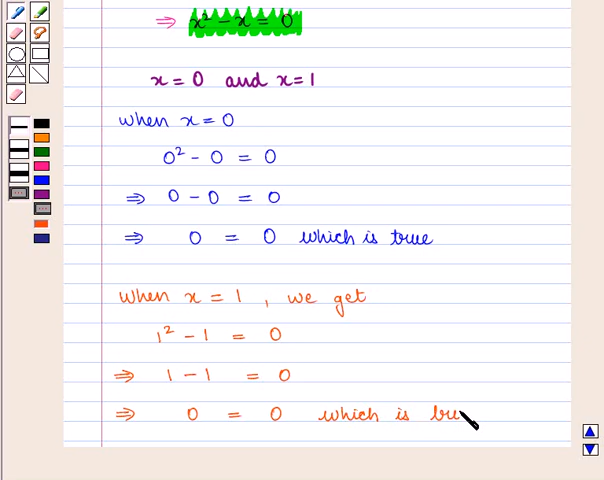 ⇒ x² - x = 0
x = 0 and x = 1
when x = 0
0² - 0 = 0
⇒ 0 - 0 = 0
⇒ 0 = 0 which is true
when x = 1, we get
1² - 1 = 0
⇒ 1 - 1 = 0
⇒ 0 = 0 which is